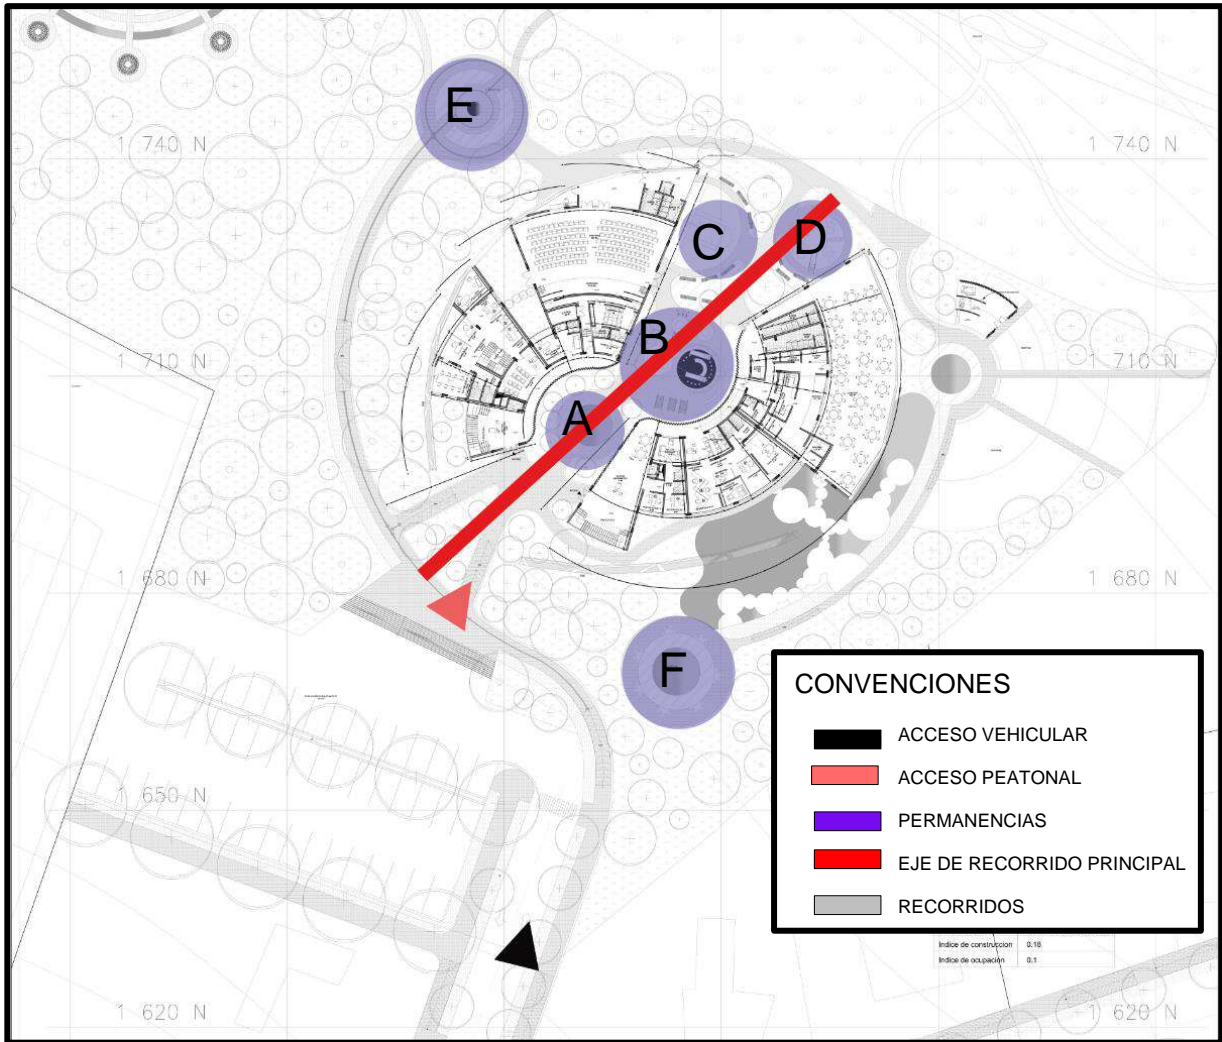 E
1 740 N
1 740 N
C
D
B
1 710 N
1 710 N
A
1 680 N
1 680 N
F
CONVENCIONES
ACCESO VEHICULAR
ACCESO PEATONAL
PERMANENCIAS
EJE DE RECORRIDO PRINCIPAL
RECORRIDOS
1 650 N
Indice de construccion 0.18
Indice de ocupación 0.1
1 620 N
1 620 N